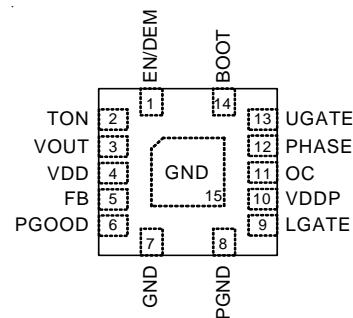 EN/DEM
BOOT
1
14
TON 2
13 UGATE
VOUT 3
12 PHASE
VDD 4
GND
11 OC
FB 5
15
10 VDDP
PGOOD 6
9 LGATE
7
8
GND
PGND